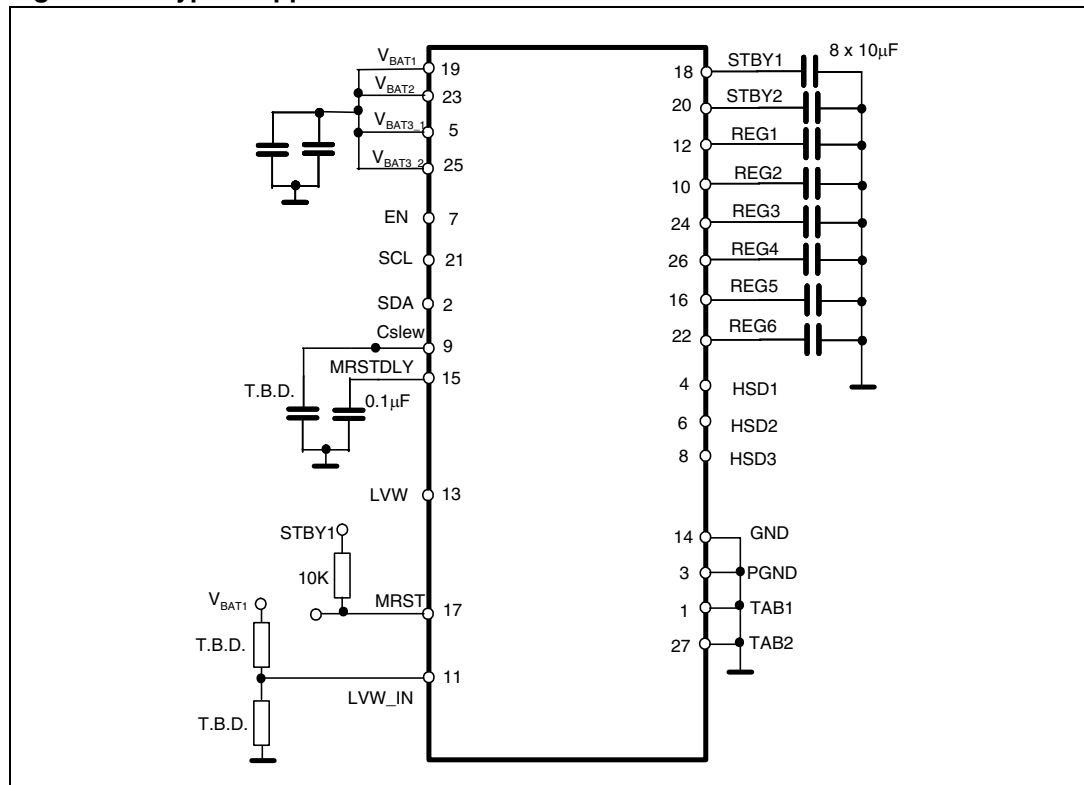 8 x 10μF
V_BAT1
19
V_BAT2
23
V_BAT3_1
5
V_BAT3_2
25
EN
7
SCL
21
SDA
2
Cslew
9
MRSTDLY
15
T.B.D.
0.1μF
LVW
13
STBY1
10K
MRST
17
V_BAT1
T.B.D.
11
LVW_IN
T.B.D.
18
STBY1
20
STBY2
12
REG1
10
REG2
24
REG3
26
REG4
16
REG5
22
REG6
4
HSD1
6
HSD2
8
HSD3
14
GND
3
PGND
1
TAB1
27
TAB2